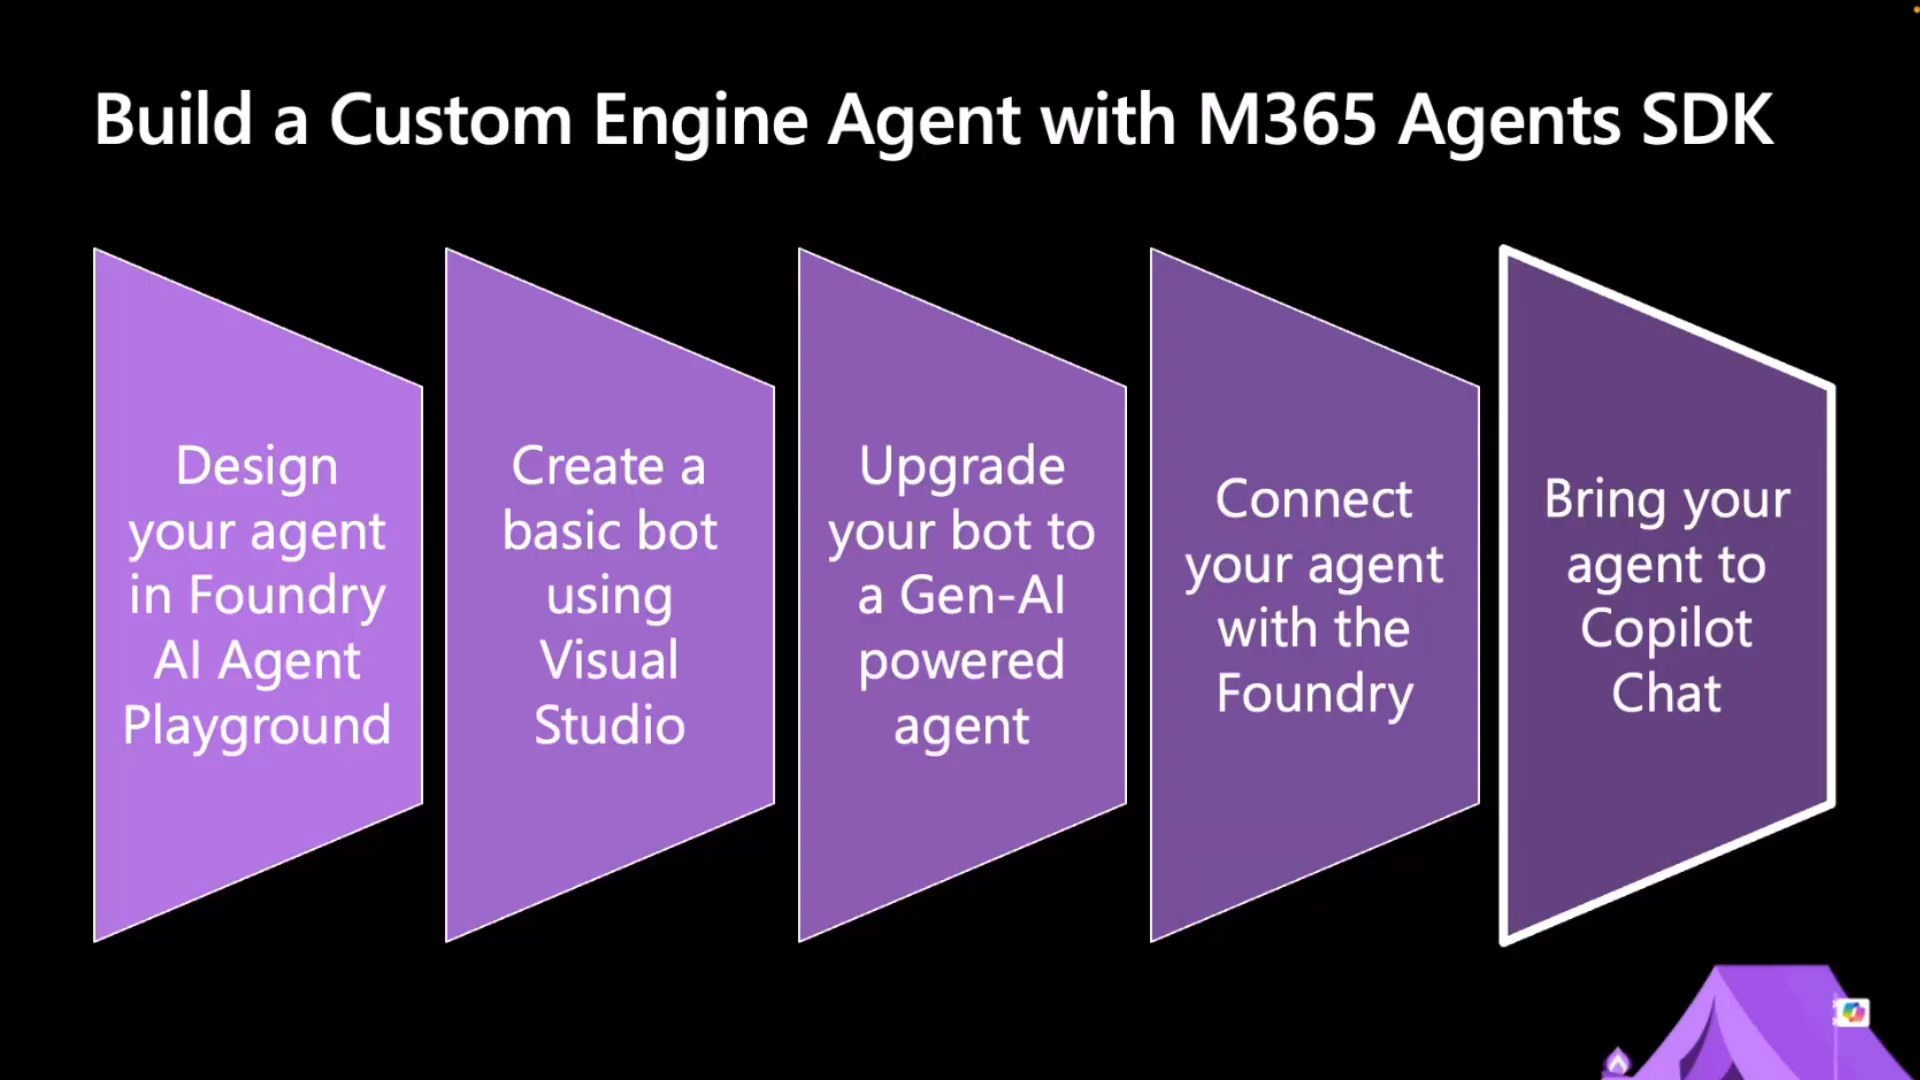 Build a Custom Engine Agent with M365 Agents SDK
Design
your agent
in Foundry
AI Agent
Playground
Create a
basic bot
using
Visual
Studio
Upgrade
your bot to
a Gen-AI
powered
agent
Connect
your agent
with the
Foundry
Bring your
agent to
Copilot
Chat